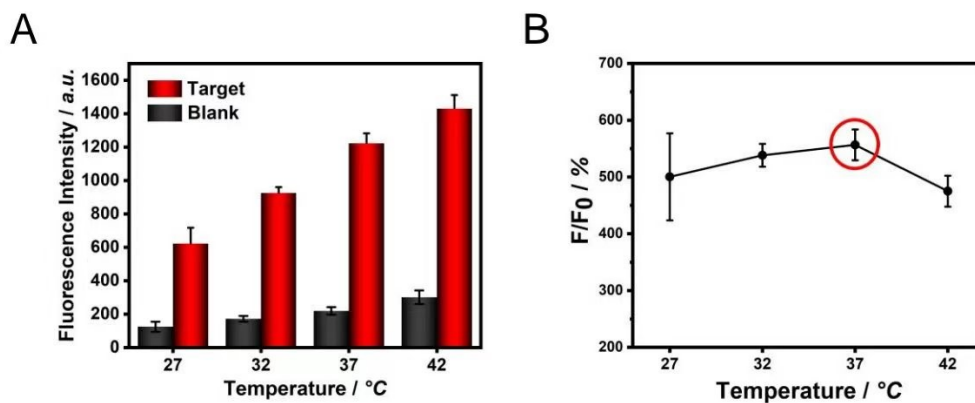 A
Fluorescence Intensity / a.u.
1600
1400
1200
1000
800
600
400
200
0
Target
Blank
27 32 37 42
Temperature / °C
B
F/F0 / %
700
600
500
400
300
200
27 32 37 42
Temperature / °C